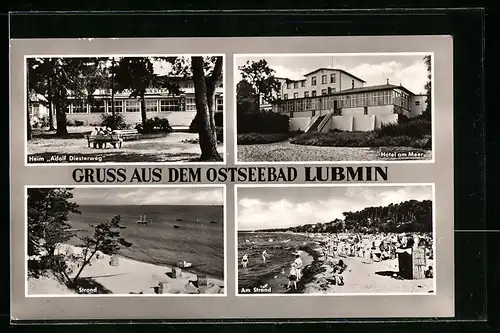 Heim „Adolf Diesterweg"
Hotel am Meer
GRUSS AUS DEM OSTSEEBAD LUBMIN
Strand
Am Strand